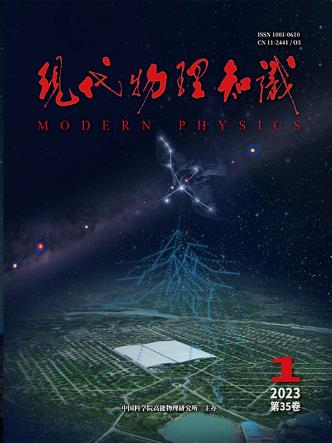 ISSN 1001-0610
CN 11-2441 / O3
现代物理知識
MODERN PHYSICS
1
2023
第35卷
中国科学院高能物理研究所 主办